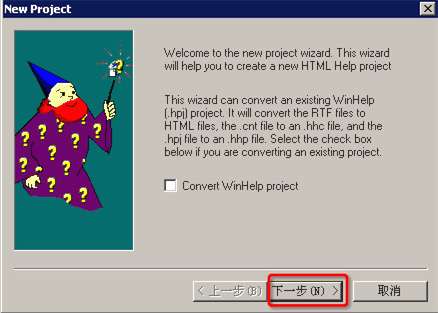 New Project
Welcome to the new project wizard. This wizard
will help you to create a new HTML Help project
This wizard can convert an existing WinHelp
(.hpj) project. It will convert the RTF files to
HTML files, the .cnt file to an .hhc file, and the
.hpj file to an .hhp file. Select the check box
below if you are converting an existing project.
Convert WinHelp project
< 上一步(B) 下一步(N) > 取消